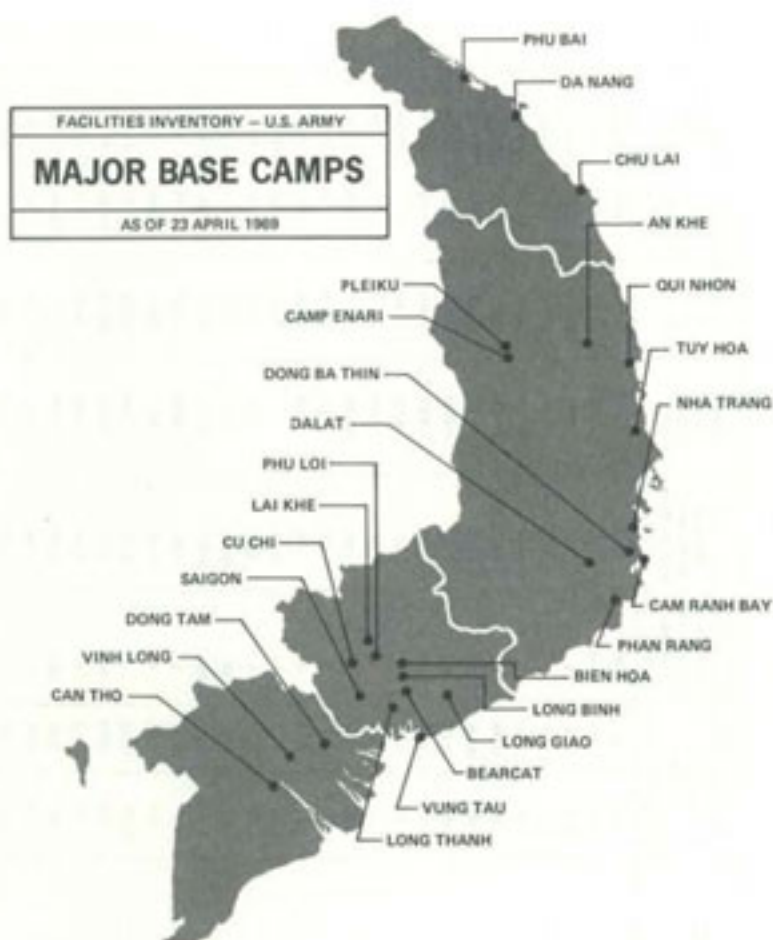 PHU BAI
DA NANG
FACILITIES INVENTORY – U.S. ARMY
MAJOR BASE CAMPS
AS OF 23 APRIL 1969
CHU LAI
AN KHE
PLEIKU
QUI NHON
CAMP ENARI
TUY HOA
DONG BA THIN
NHA TRANG
DALAT
PHU LOI
LAI KHE
CU CHI
SAIGON
CAM RANH BAY
DONG TAM
PHAN RANG
VINH LONG
BIEN HOA
CAN THO
LONG BINH
LONG GIAO
BEARCAT
VUNG TAU
LONG THANH